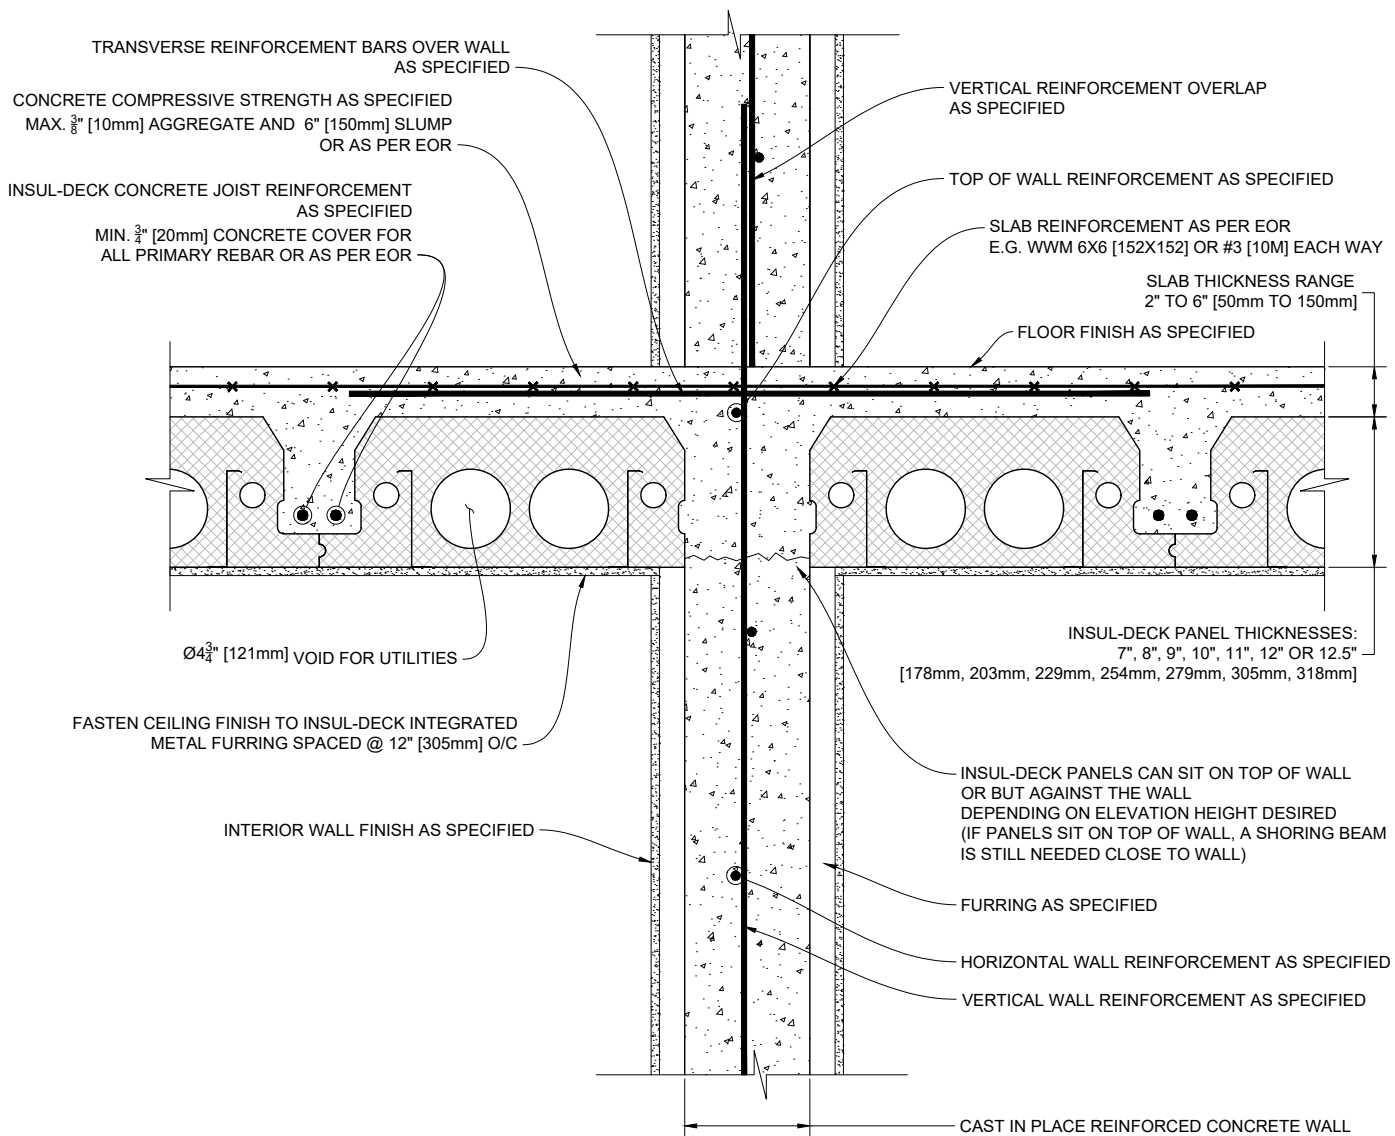 TRANSVERSE REINFORCEMENT BARS OVER WALL
AS SPECIFIED
CONCRETE COMPRESSIVE STRENGTH AS SPECIFIED
MAX. 3/8" [10mm] AGGREGATE AND 6" [150mm] SLUMP
OR AS PER EOR
INSUL-DECK CONCRETE JOIST REINFORCEMENT
AS SPECIFIED
MIN. 3/4" [20mm] CONCRETE COVER FOR
ALL PRIMARY REBAR OR AS PER EOR
VERTICAL REINFORCEMENT OVERLAP
AS SPECIFIED
TOP OF WALL REINFORCEMENT AS SPECIFIED
SLAB REINFORCEMENT AS PER EOR
E.G. WWM 6X6 [152X152] OR #3 [10M] EACH WAY
SLAB THICKNESS RANGE
2" TO 6" [50mm TO 150mm]
FLOOR FINISH AS SPECIFIED
Ø4 3/4" [121mm] VOID FOR UTILITIES
FASTEN CEILING FINISH TO INSUL-DECK INTEGRATED
METAL FURRING SPACED @ 12" [305mm] O/C
INTERIOR WALL FINISH AS SPECIFIED
INSUL-DECK PANEL THICKNESSES:
7", 8", 9", 10", 11", 12" OR 12.5"
[178mm, 203mm, 229mm, 254mm, 279mm, 305mm, 318mm]
INSUL-DECK PANELS CAN SIT ON TOP OF WALL
OR BUT AGAINST THE WALL
DEPENDING ON ELEVATION HEIGHT DESIRED
(IF PANELS SIT ON TOP OF WALL, A SHORING BEAM
IS STILL NEEDED CLOSE TO WALL)
FURRING AS SPECIFIED
HORIZONTAL WALL REINFORCEMENT AS SPECIFIED
VERTICAL WALL REINFORCEMENT AS SPECIFIED
CAST IN PLACE REINFORCED CONCRETE WALL